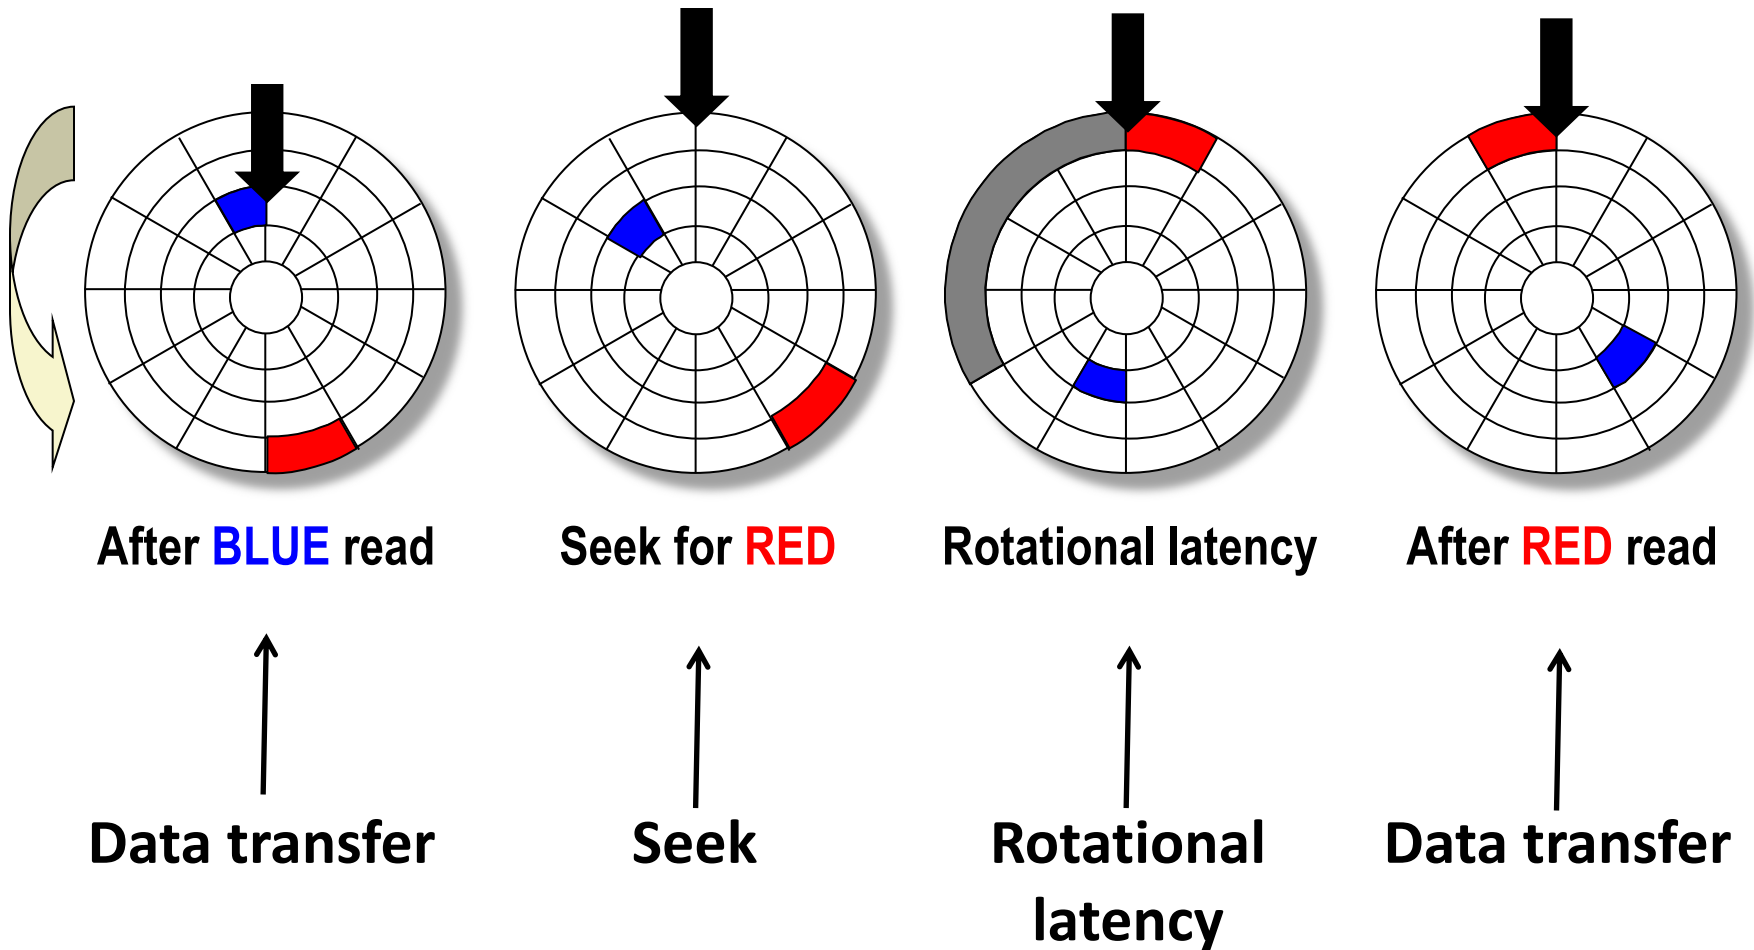 After BLUE read
Seek for RED
Rotational latency
After RED read
Data transfer
Seek
Rotational
latency
Data transfer